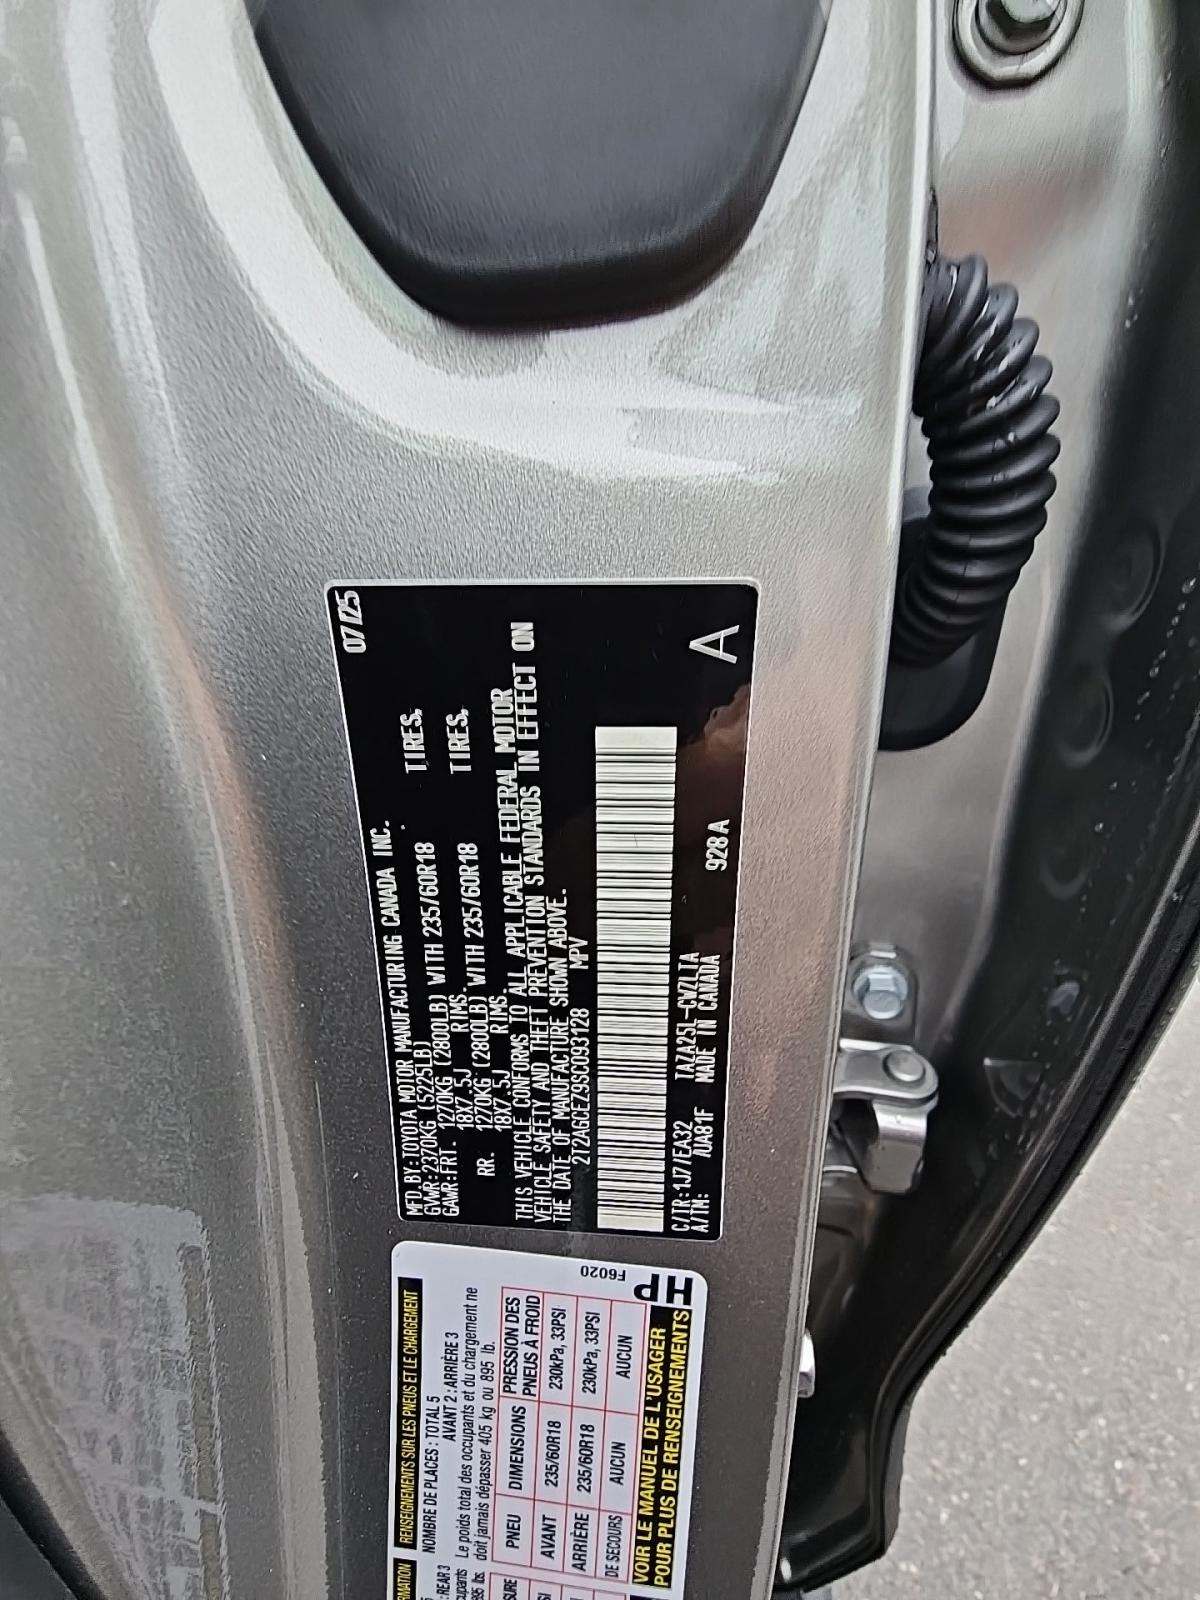 07/25
MFD.BY:TOYOTA MOTOR MANUFACTURING CANADA INC.
GVWR:2370KG (5225LB)
GAWR:FRT. 1270KG (2800LB) WITH 235/60R18 TIRES,
18X7.5J RIMS.
RR. 1270KG (2800LB) WITH 235/60R18 TIRES,
18X7.5J RIMS.
THIS VEHICLE CONFORMS TO ALL APPLICABLE FEDERAL MOTOR
VEHICLE SAFETY AND THEFT PREVENTION STANDARDS IN EFFECT ON
THE DATE OF MANUFACTURE SHOWN ABOVE.
2T2AGCEZ9SC093128 MPV
C/TR:1J7/EA32 TAZA25L-CWZLTA 928A
A/TM: /UA81F MADE IN CANADA
A
RENSEIGNEMENTS SUR LES PNEUS ET LE CHARGEMENT
NOMBRE DE PLACES : TOTAL 5
AVANT 2 : ARRIÈRE 3
Le poids total des occupants et du chargement ne
doit jamais dépasser 405 kg ou 895 lb.
PNEU DIMENSIONS PRESSION DES PNEUS À FROID
AVANT 235/60R18 230kPa, 33PSI
ARRIÈRE 235/60R18 230kPa, 33PSI
DE SECOURS AUCUN AUCUN
VOIR LE MANUEL DE L'USAGER
POUR PLUS DE RENSEIGNEMENTS
F6020
HP